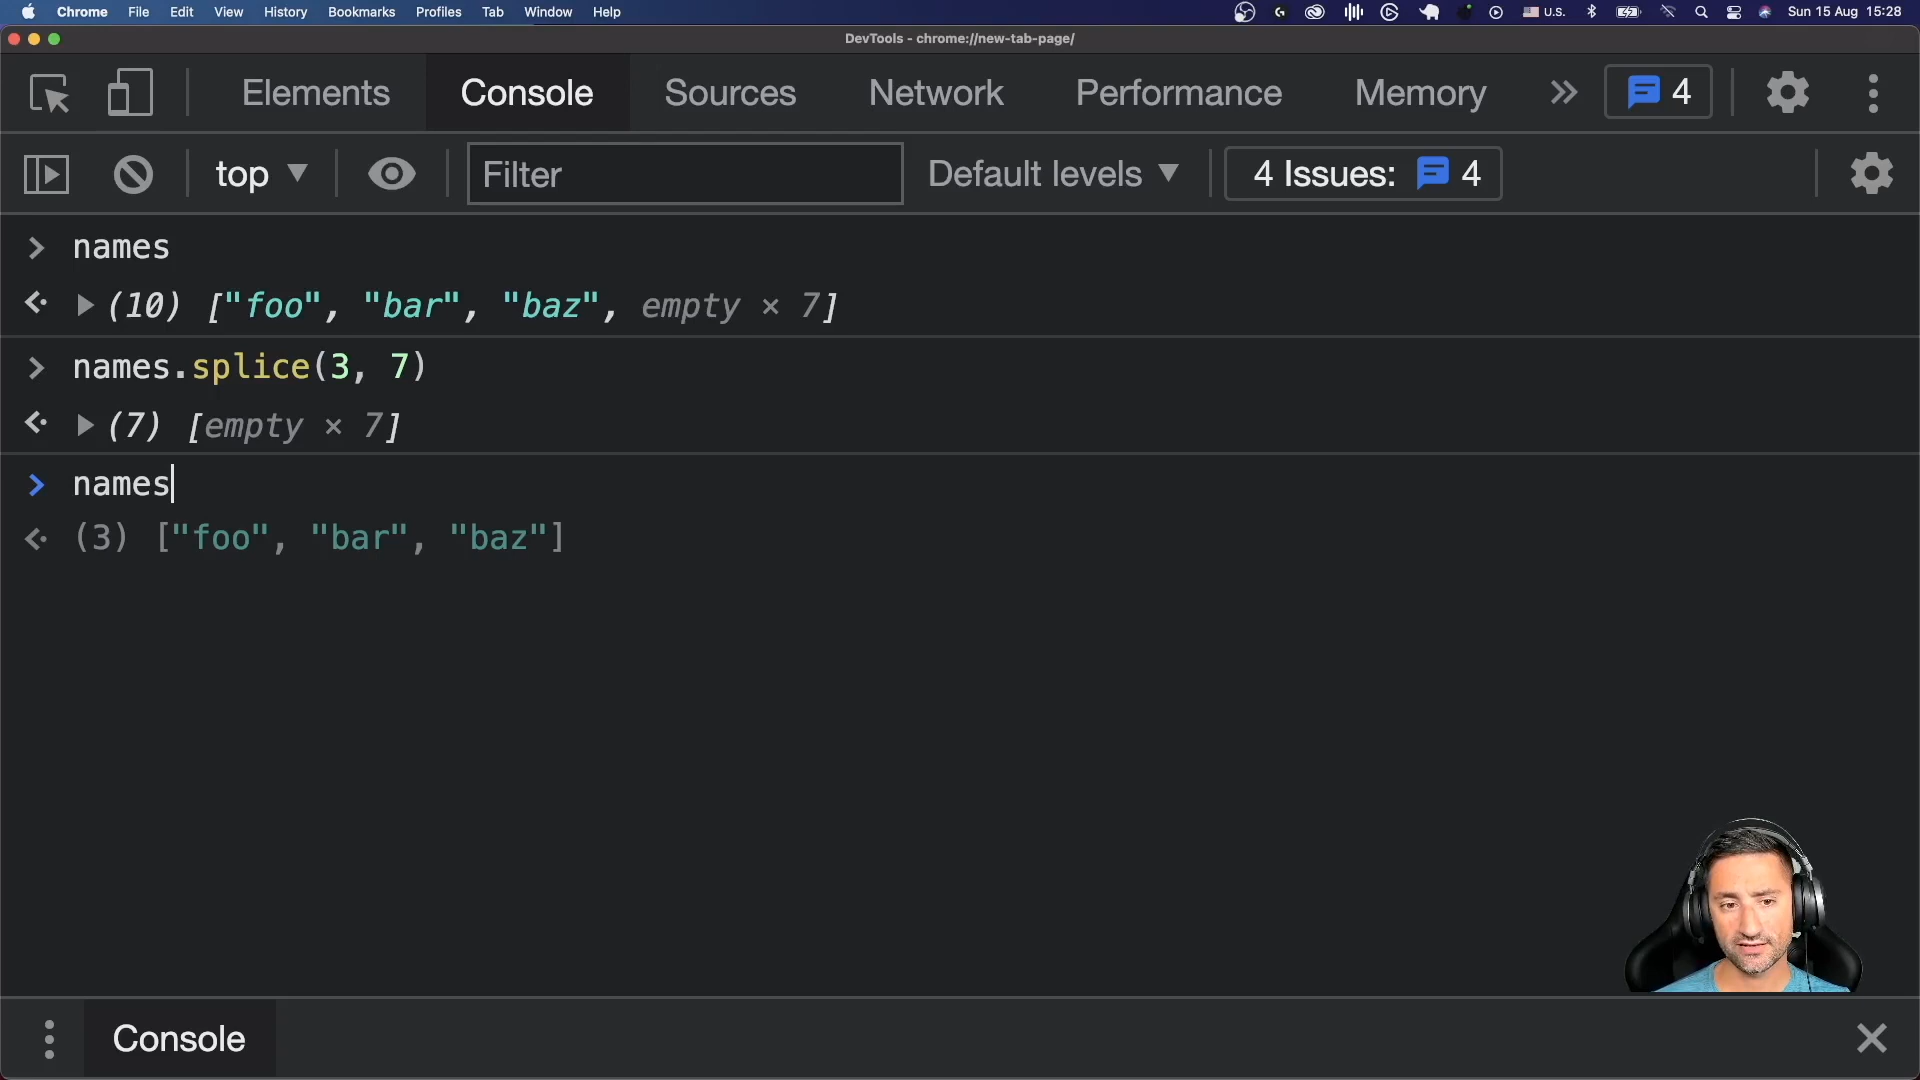 Chrome File Edit View History Bookmarks Profiles Tab Window Help U.S. Sun 15 Aug 15:28
DevTools - chrome://new-tab-page/
Elements Console Sources Network Performance Memory » 4
top ▼ Filter Default levels ▼ 4 Issues: 4
> names
(10) ["foo", "bar", "baz", empty × 7]
> names.splice(3, 7)
(7) [empty × 7]
> names
(3) ["foo", "bar", "baz"]
Console